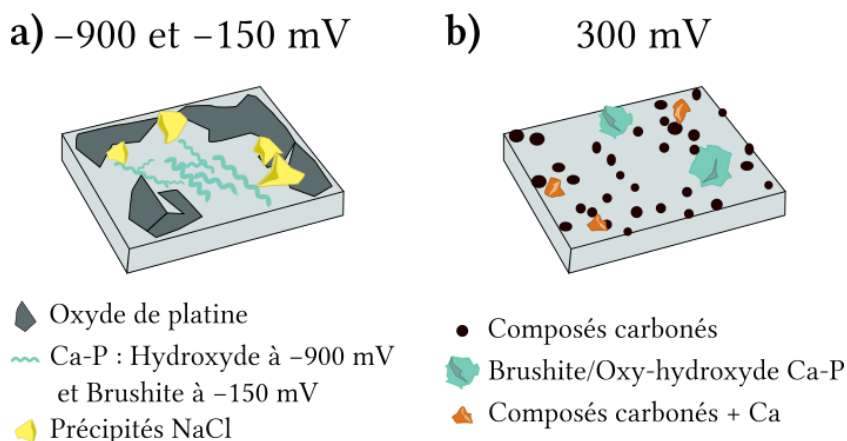 a) −900 et −150 mV
b) 300 mV
Oxyde de platine
Ca-P : Hydroxyde à −900 mV
et Brushite à −150 mV
Précipités NaCl
Composés carbonés
Brushite/Oxy-hydroxyde Ca-P
Composés carbonés + Ca